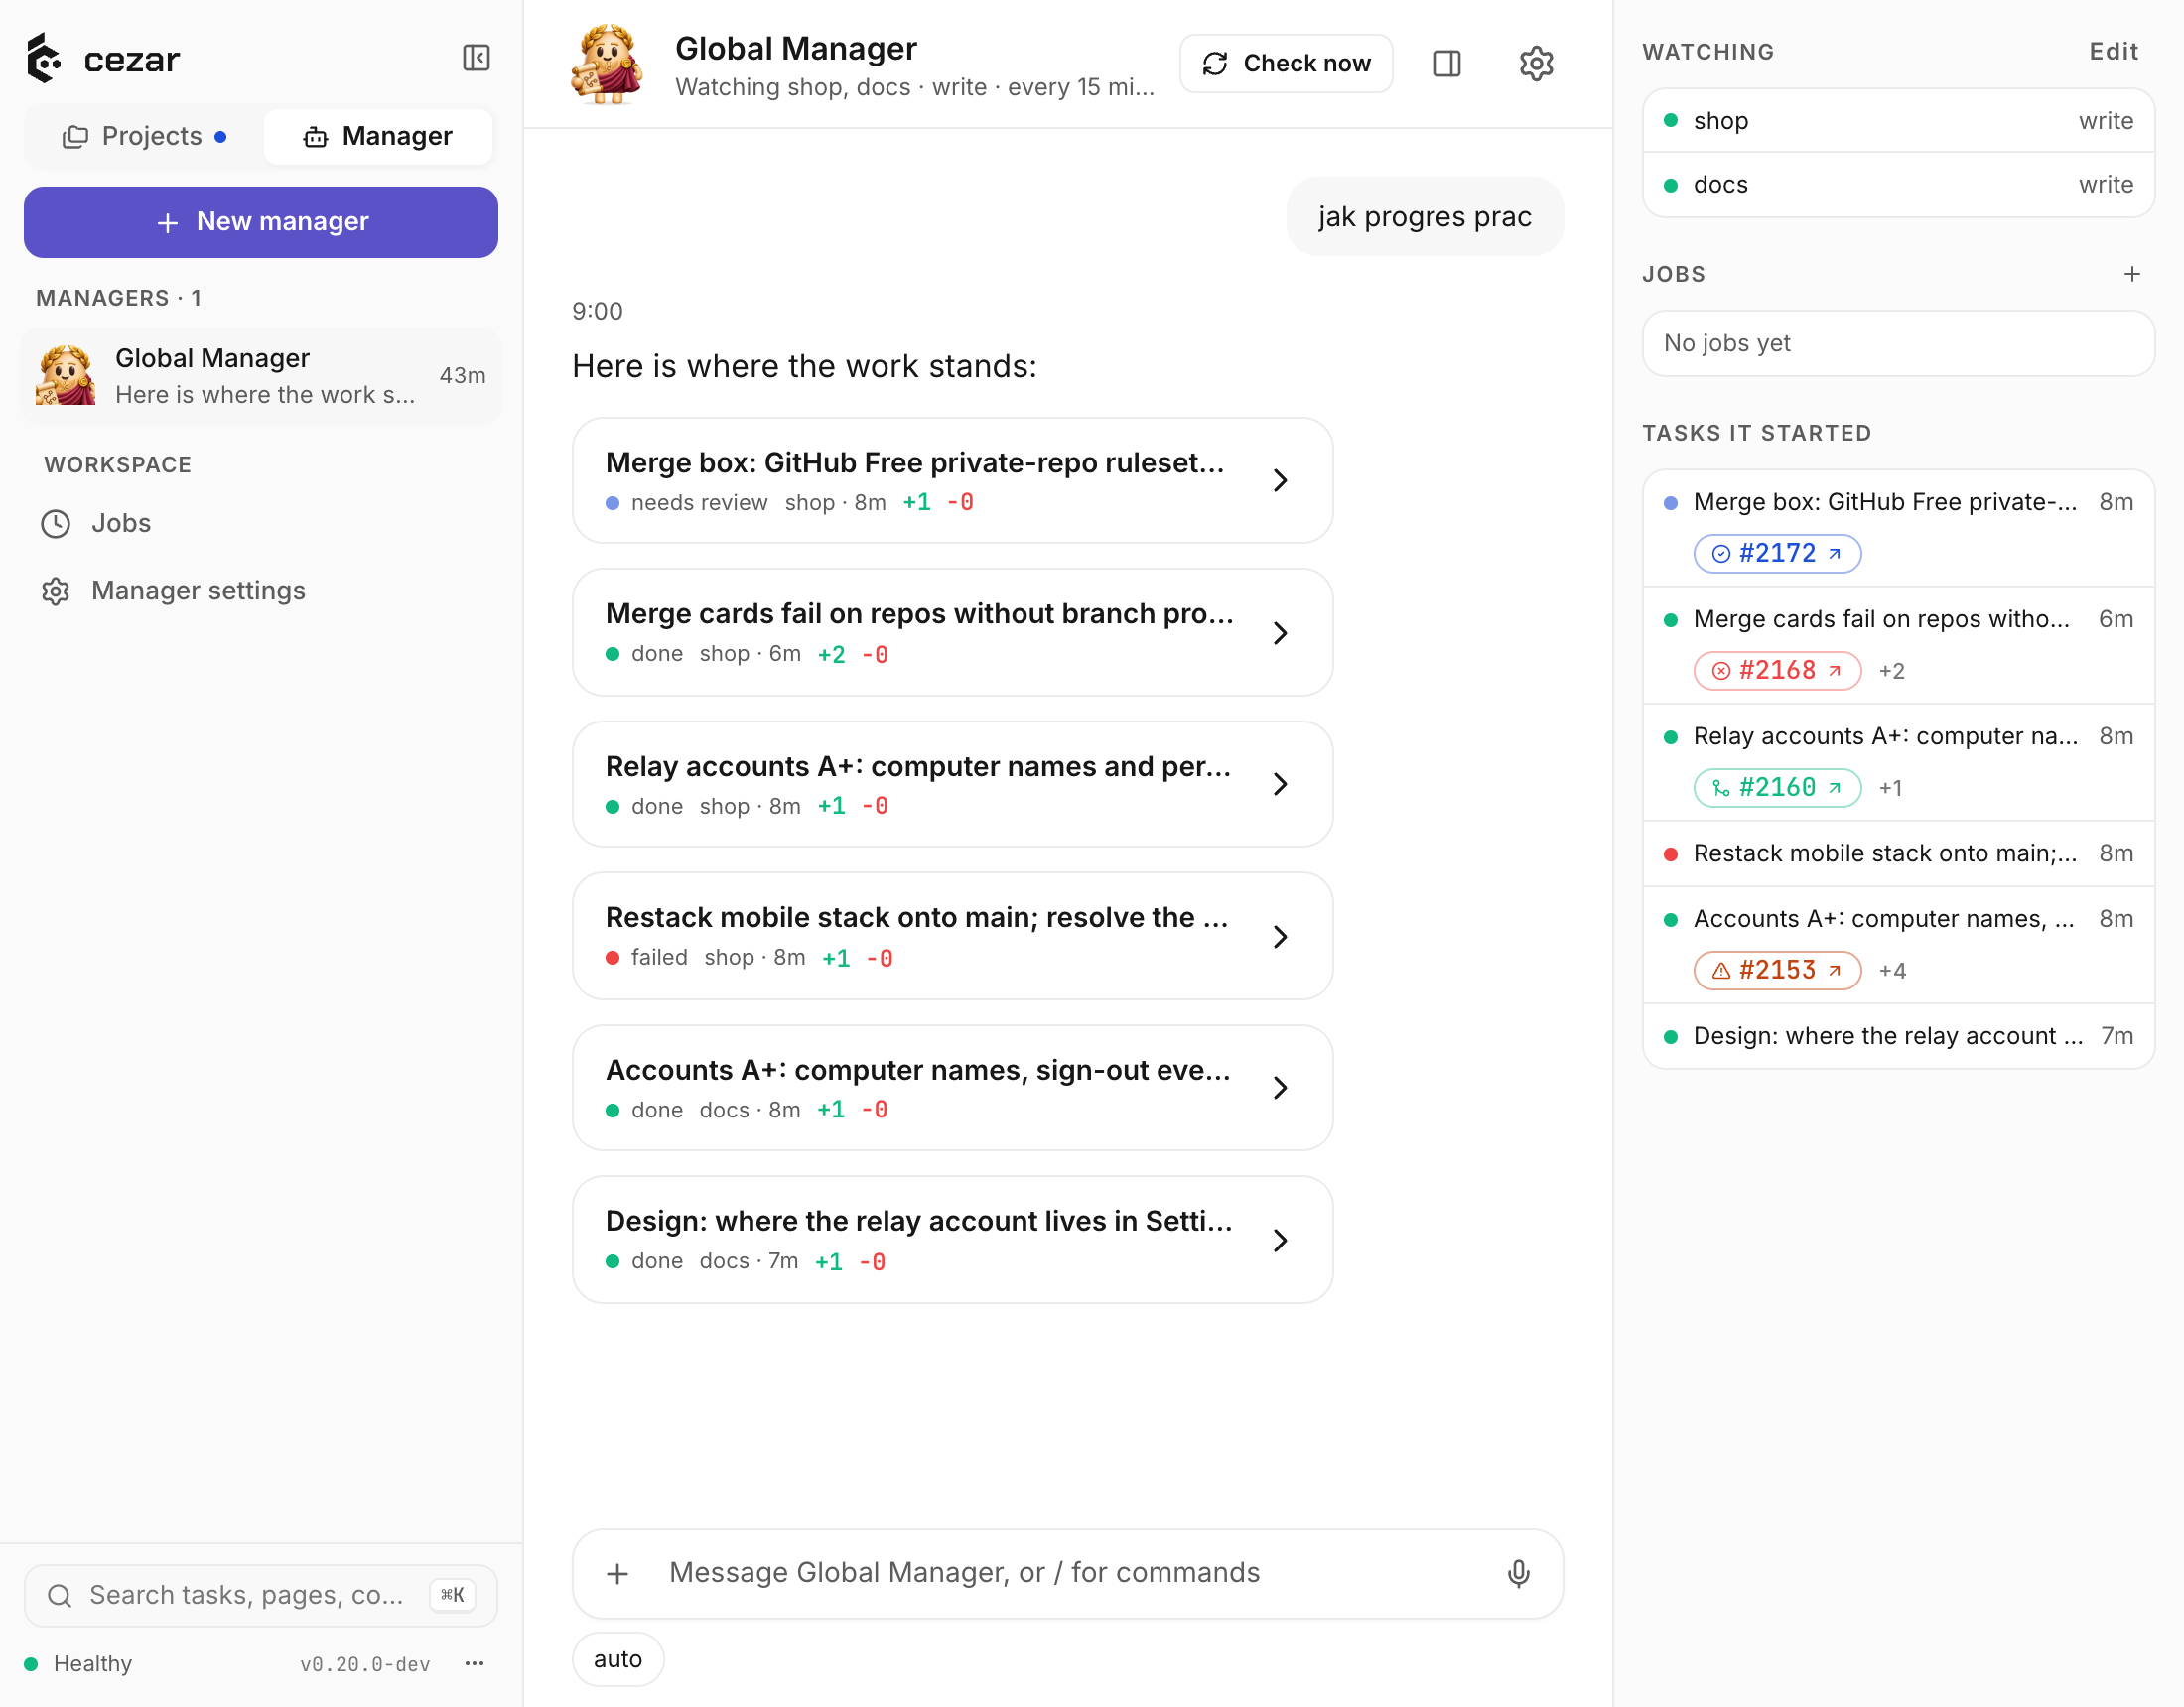 cezar
Projects
Manager
New manager
MANAGERS · 1
Global Manager
Here is where the work s...
43m
WORKSPACE
Jobs
Manager settings
Search tasks, pages, co...
⌘K
Healthy
v0.20.0-dev
Global Manager
Watching shop, docs · write · every 15 mi...
Check now
jak progres prac
9:00
Here is where the work stands:
Merge box: GitHub Free private-repo ruleset...
needs review shop · 8m +1 -0
Merge cards fail on repos without branch pro...
done shop · 6m +2 -0
Relay accounts A+: computer names and per...
done shop · 8m +1 -0
Restack mobile stack onto main; resolve the ...
failed shop · 8m +1 -0
Accounts A+: computer names, sign-out eve...
done docs · 8m +1 -0
Design: where the relay account lives in Setti...
done docs · 7m +1 -0
Message Global Manager, or / for commands
auto
WATCHING
Edit
shop write
docs write
JOBS
No jobs yet
TASKS IT STARTED
Merge box: GitHub Free private-... 8m
#2172
Merge cards fail on repos witho... 6m
#2168 +2
Relay accounts A+: computer na... 8m
#2160 +1
Restack mobile stack onto main;... 8m
Accounts A+: computer names, ... 8m
#2153 +4
Design: where the relay account ... 7m